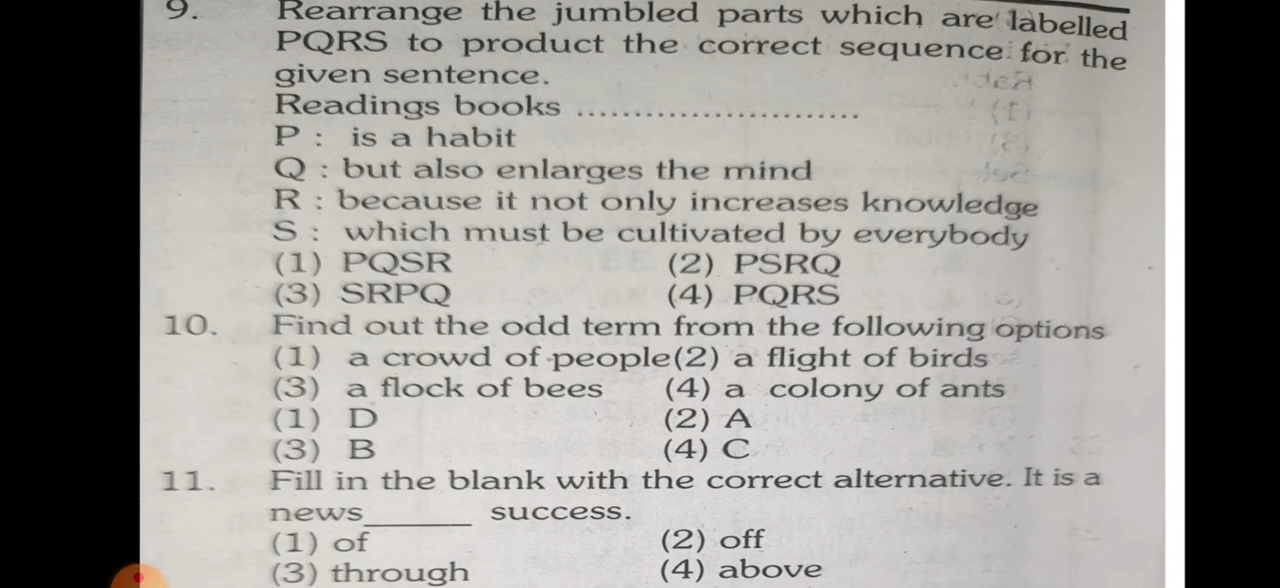 9. Rearrange the jumbled parts which are labelled
PQRS to product the correct sequence for the
given sentence.
Readings books ..........................
P : is a habit
Q : but also enlarges the mind
R : because it not only increases knowledge
S : which must be cultivated by everybody
(1) PQSR (2) PSRQ
(3) SRPQ (4) PQRS
10. Find out the odd term from the following options
(1) a crowd of people(2) a flight of birds
(3) a flock of bees (4) a colony of ants
(1) D (2) A
(3) B (4) C
11. Fill in the blank with the correct alternative. It is a
news______ success.
(1) of (2) off
(3) through (4) above